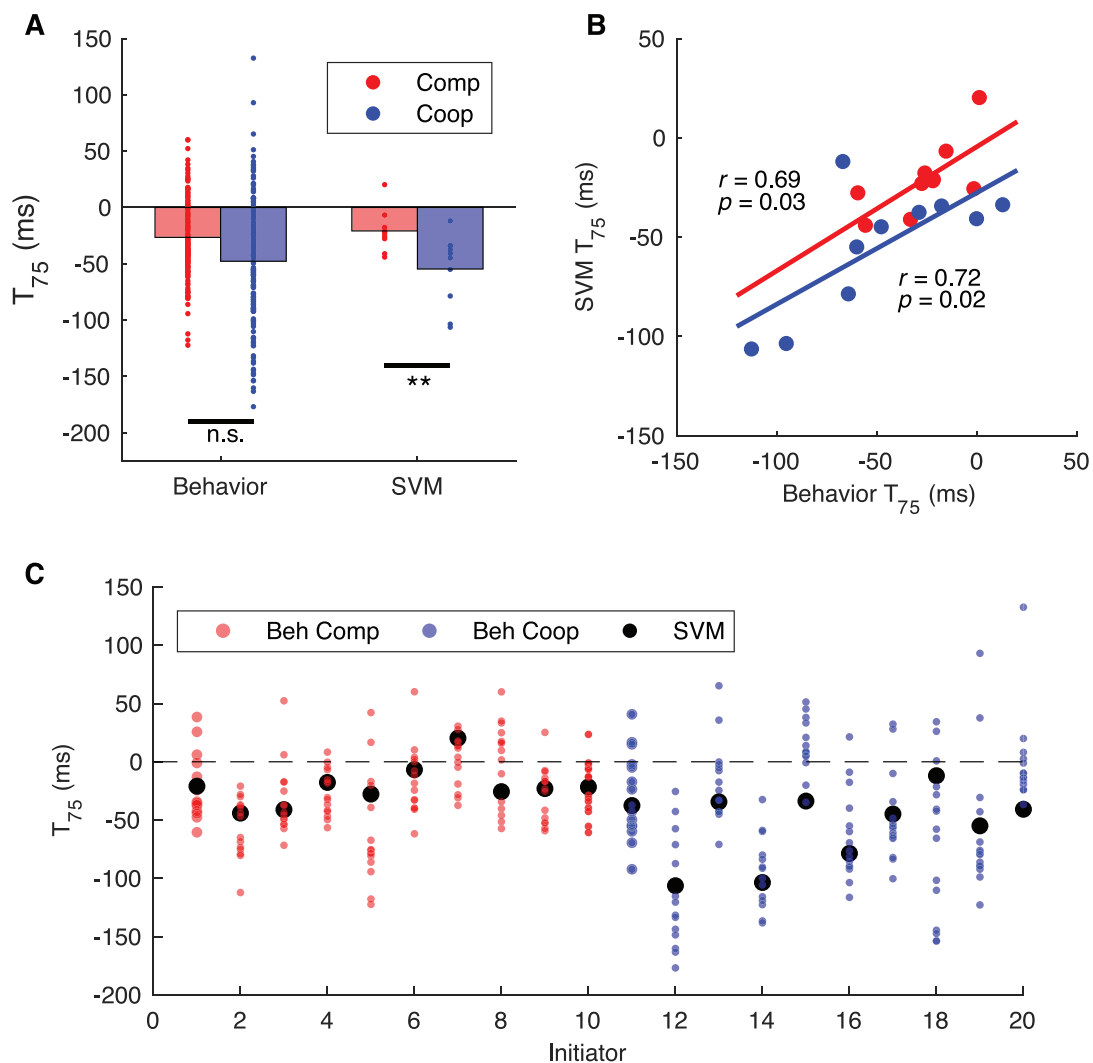 A
150
100
50
0
-50
-100
-150
-200
T75 (ms)
Comp
Coop
n.s.
**
Behavior
SVM
B
50
0
-50
-100
-150
SVM T75 (ms)
r = 0.69
p = 0.03
r = 0.72
p = 0.02
-150
-100
-50
0
50
Behavior T75 (ms)
C
150
100
50
0
-50
-100
-150
-200
T75 (ms)
Beh Comp
Beh Coop
SVM
0
2
4
6
8
10
12
14
16
18
20
Initiator